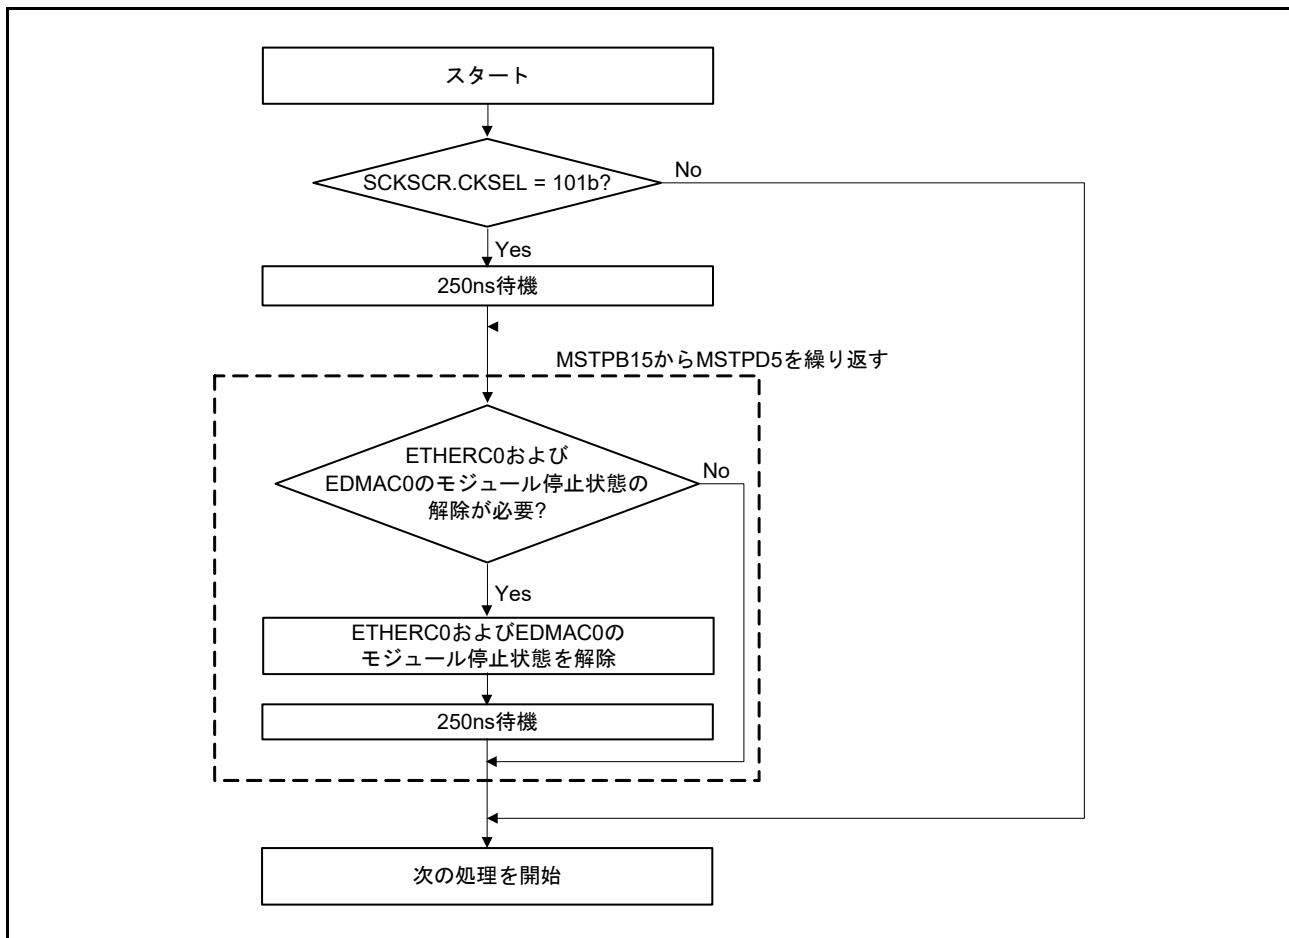 スタート
SCKSCR.CKSEL = 101b?
No
Yes
250ns待機
MSTPB15からMSTPD5を繰り返す
ETHERC0および
EDMAC0のモジュール停止状態の
解除が必要?
No
Yes
ETHERC0およびEDMAC0の
モジュール停止状態を解除
250ns待機
次の処理を開始